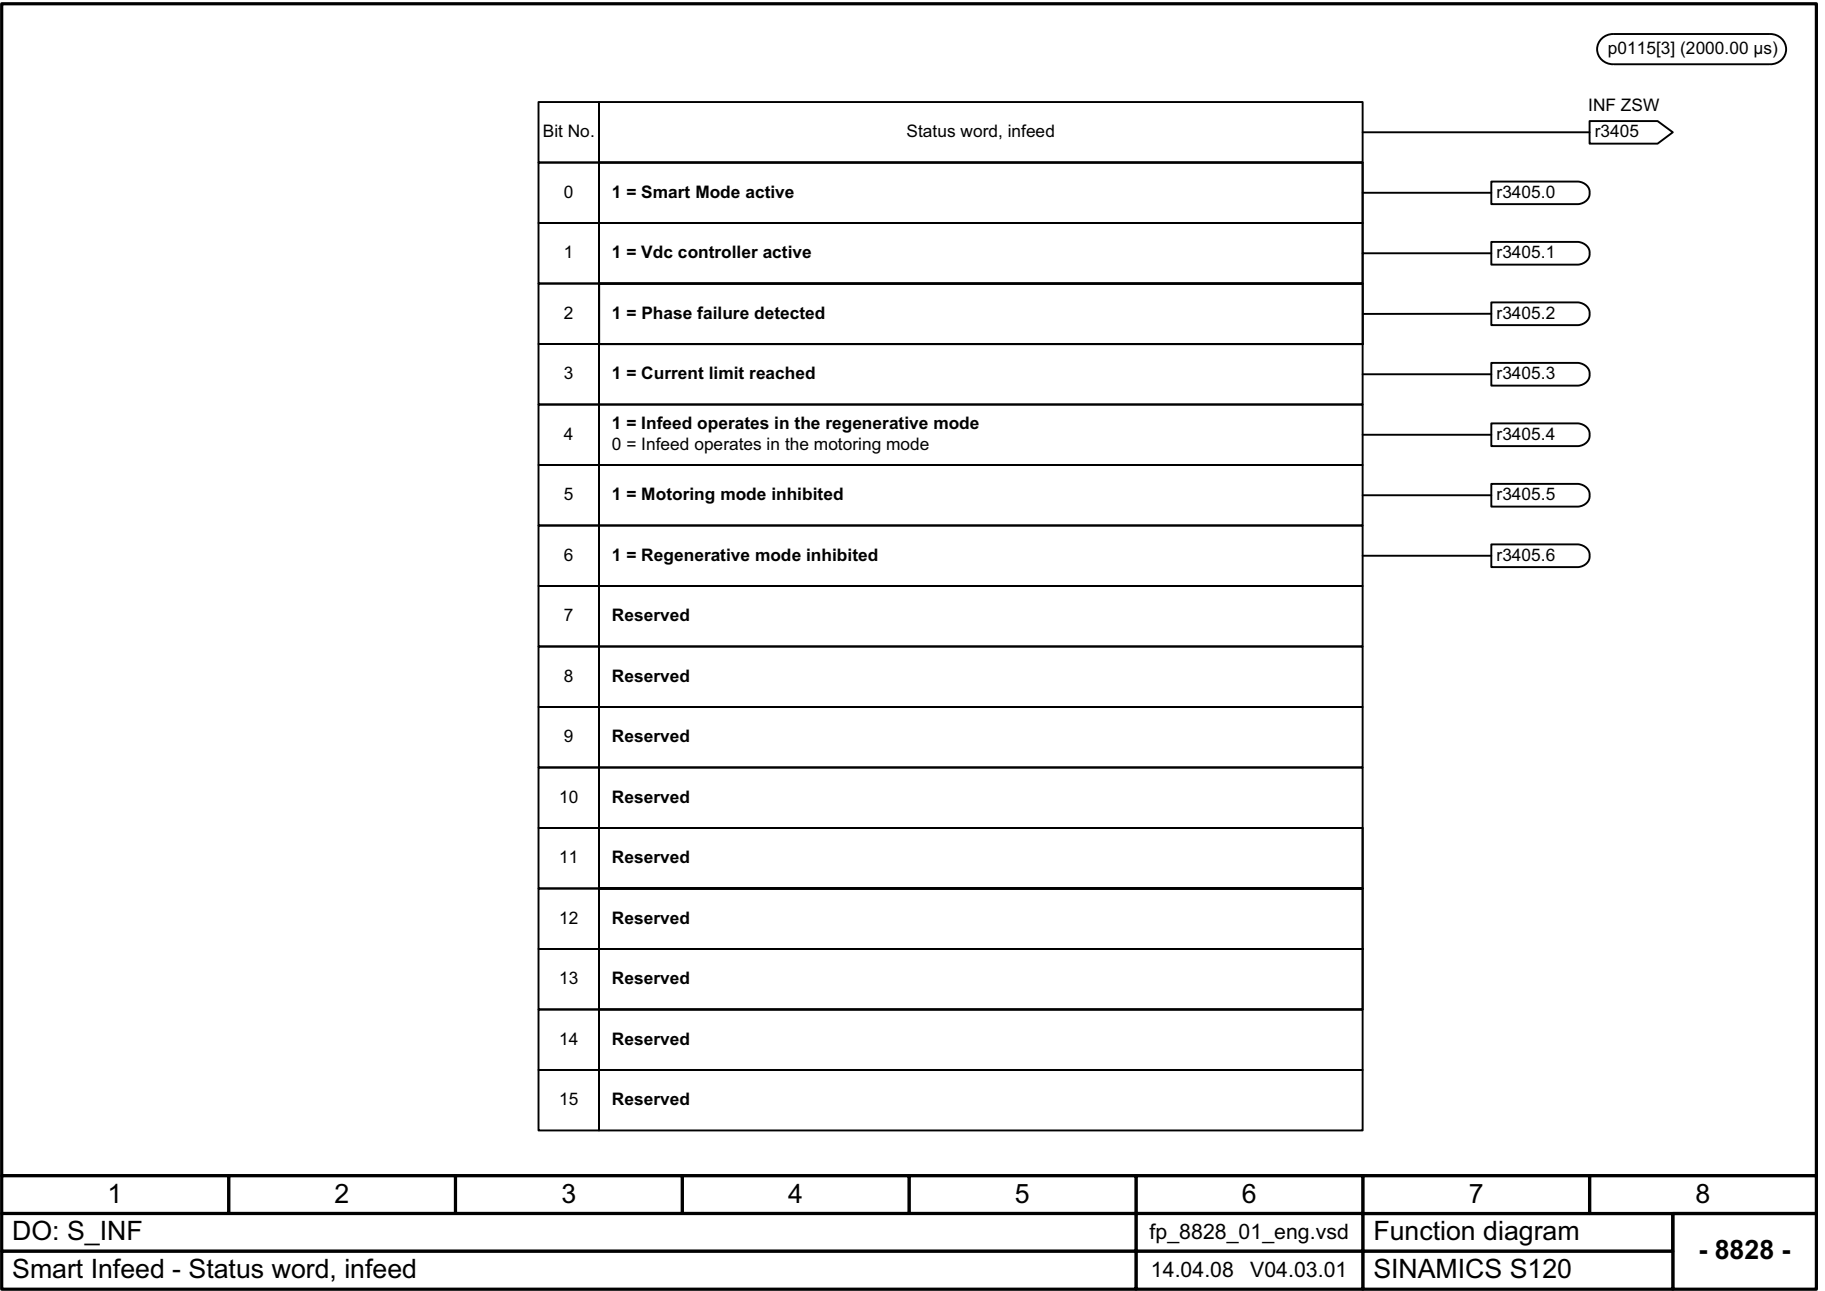 p0115[3] (2000.00 µs)
INF ZSW
Bit No. Status word, infeed r3405
0 1 = Smart Mode active r3405.0
1 1 = Vdc controller active r3405.1
2 1 = Phase failure detected r3405.2
3 1 = Current limit reached r3405.3
4 1 = Infeed operates in the regenerative mode
0 = Infeed operates in the motoring mode r3405.4
5 1 = Motoring mode inhibited r3405.5
6 1 = Regenerative mode inhibited r3405.6
7 Reserved
8 Reserved
9 Reserved
10 Reserved
11 Reserved
12 Reserved
13 Reserved
14 Reserved
15 Reserved
1 2 3 4 5 6 7 8
DO: S_INF fp_8828_01_eng.vsd Function diagram
- 8828 -
Smart Infeed - Status word, infeed 14.04.08 V04.03.01 SINAMICS S120